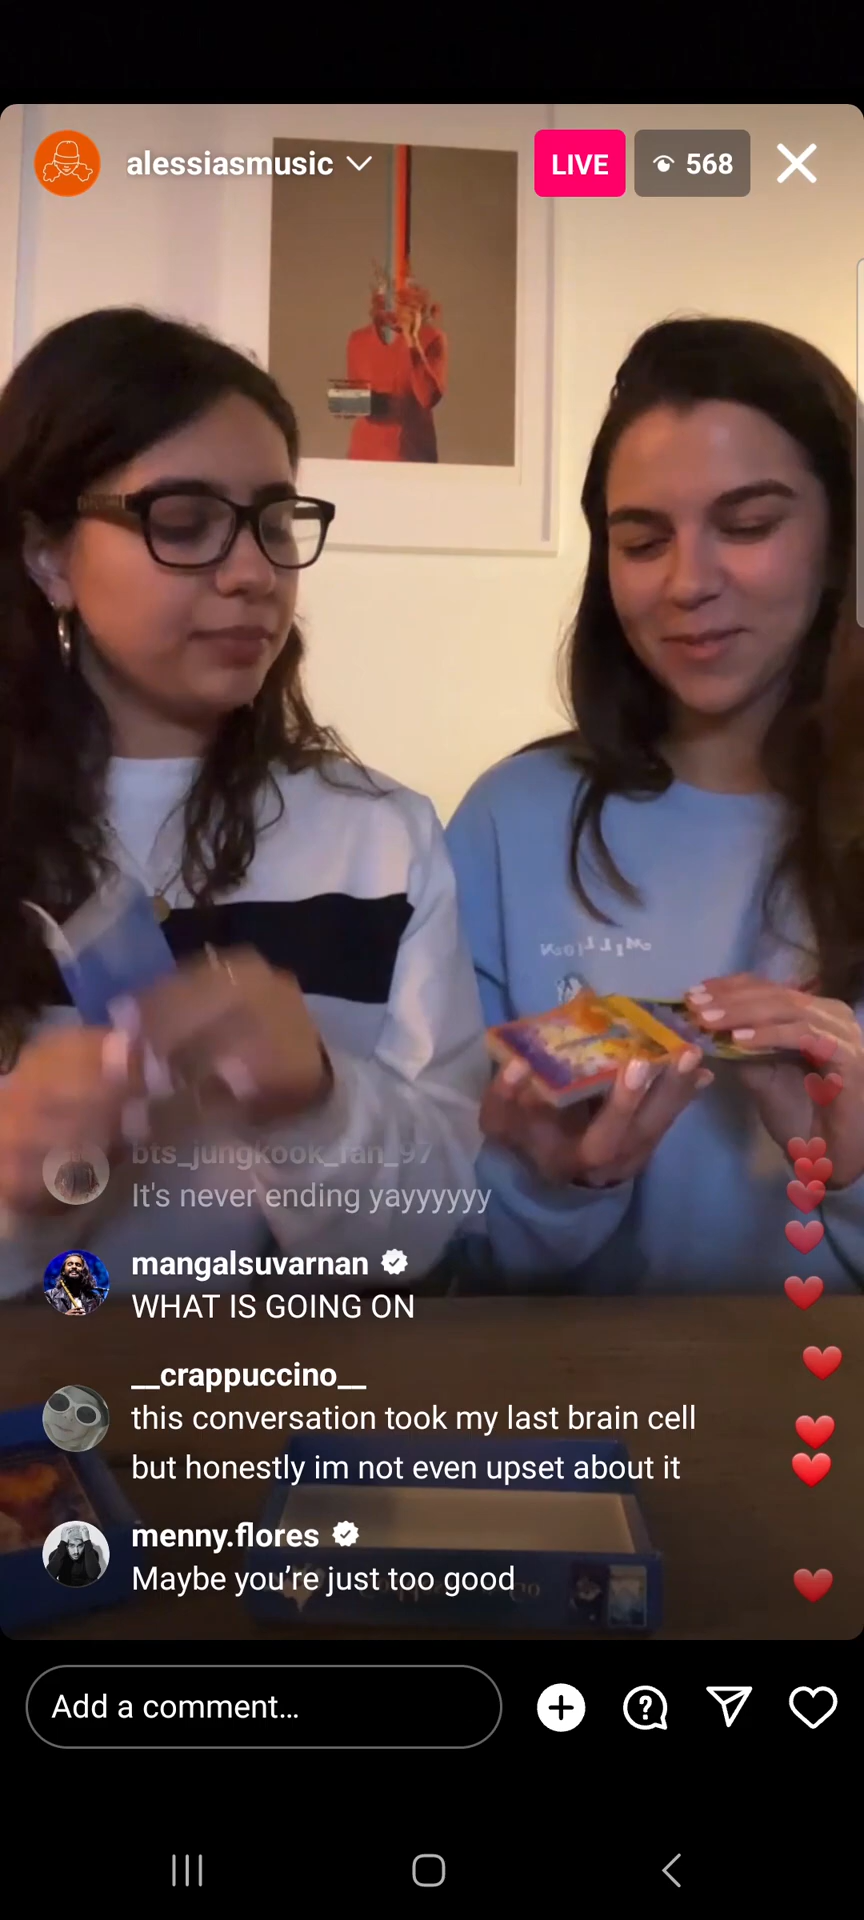 alessiasmusic
LIVE
568
bts_jungkook_fan_97
It's never ending yayyyyyy
mangalsuvarnan
WHAT IS GOING ON
__crappuccino__
this conversation took my last brain cell
but honestly im not even upset about it
menny.flores
Maybe you’re just too good
Add a comment...